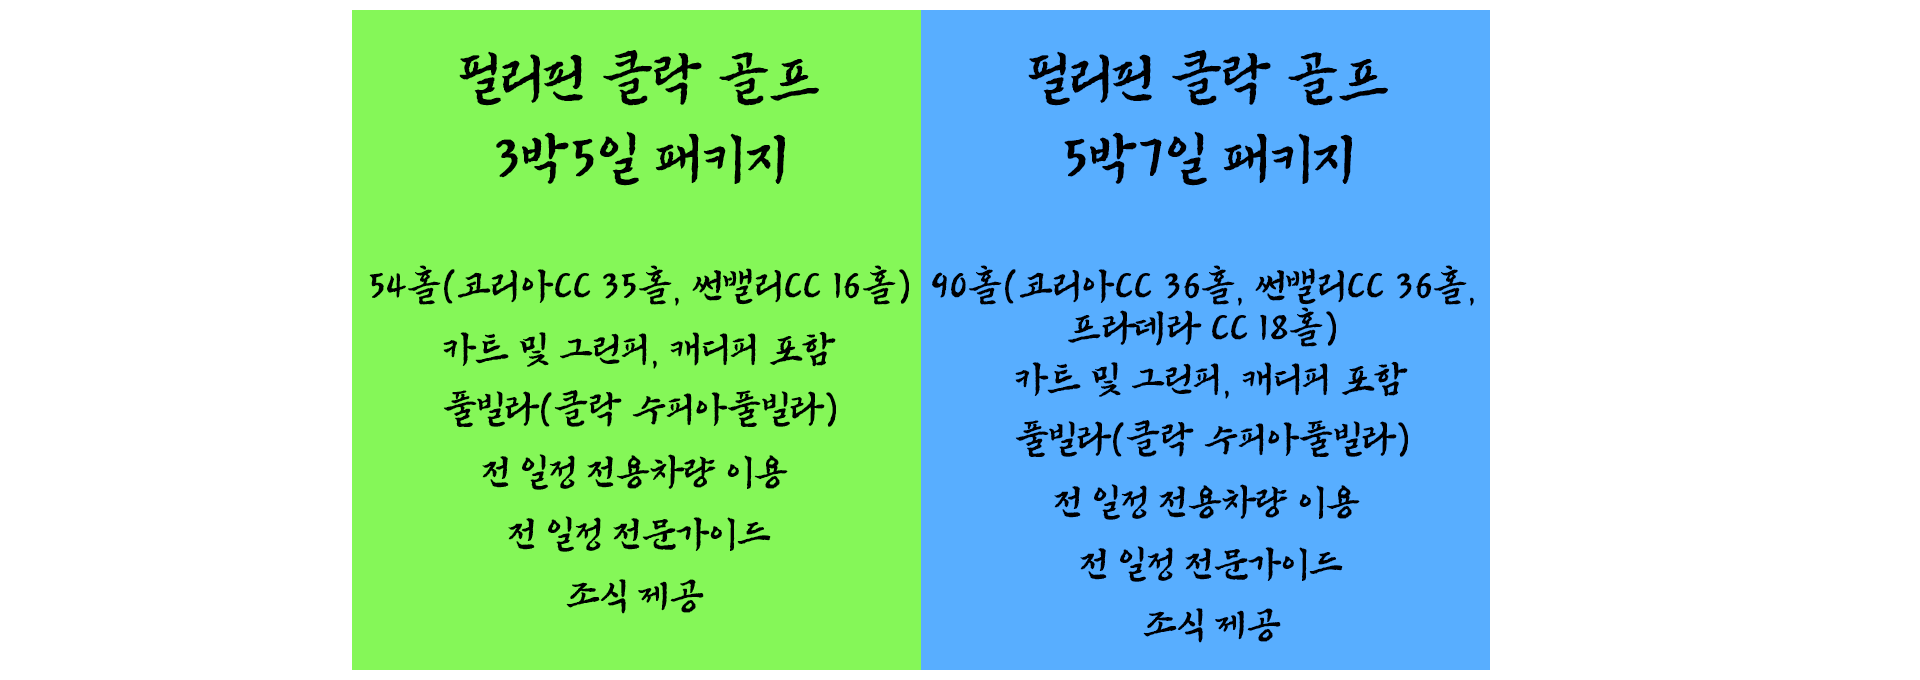 필리핀 클락 골프
3박5일 패키지
54홀(코리아CC 35홀, 썬밸리CC 16홀)
카트 및 그린피, 캐디피 포함
풀빌라(클락 수피아풀빌라)
전 일정 전용차량 이용
전 일정 전문가이드
조식 제공
필리핀 클락 골프
5박7일 패키지
90홀(코리아CC 36홀, 썬밸리CC 36홀,
프라데라 CC 18홀)
카트 및 그린피, 캐디피 포함
풀빌라(클락 수피아풀빌라)
전 일정 전용차량 이용
전 일정 전문가이드
조식 제공